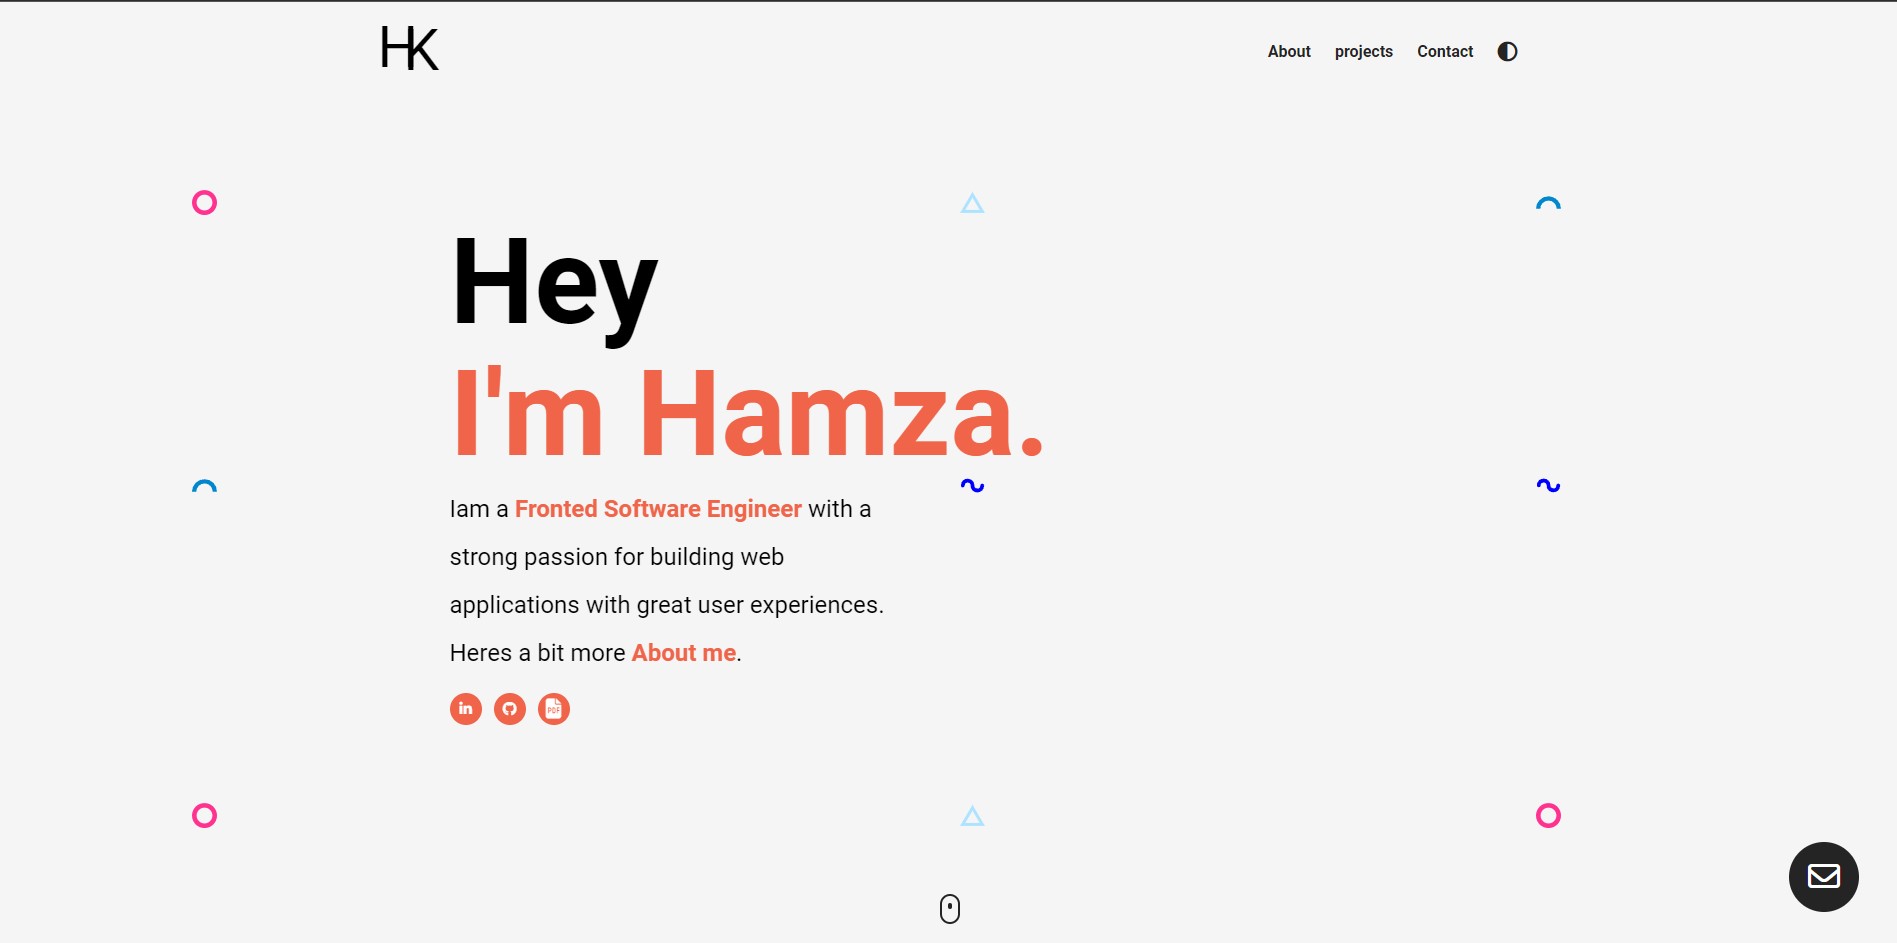 HK
About projects Contact
Hey
I'm Hamza.
Iam a Fronted Software Engineer with a
strong passion for building web
applications with great user experiences.
Heres a bit more About me.
in PDF